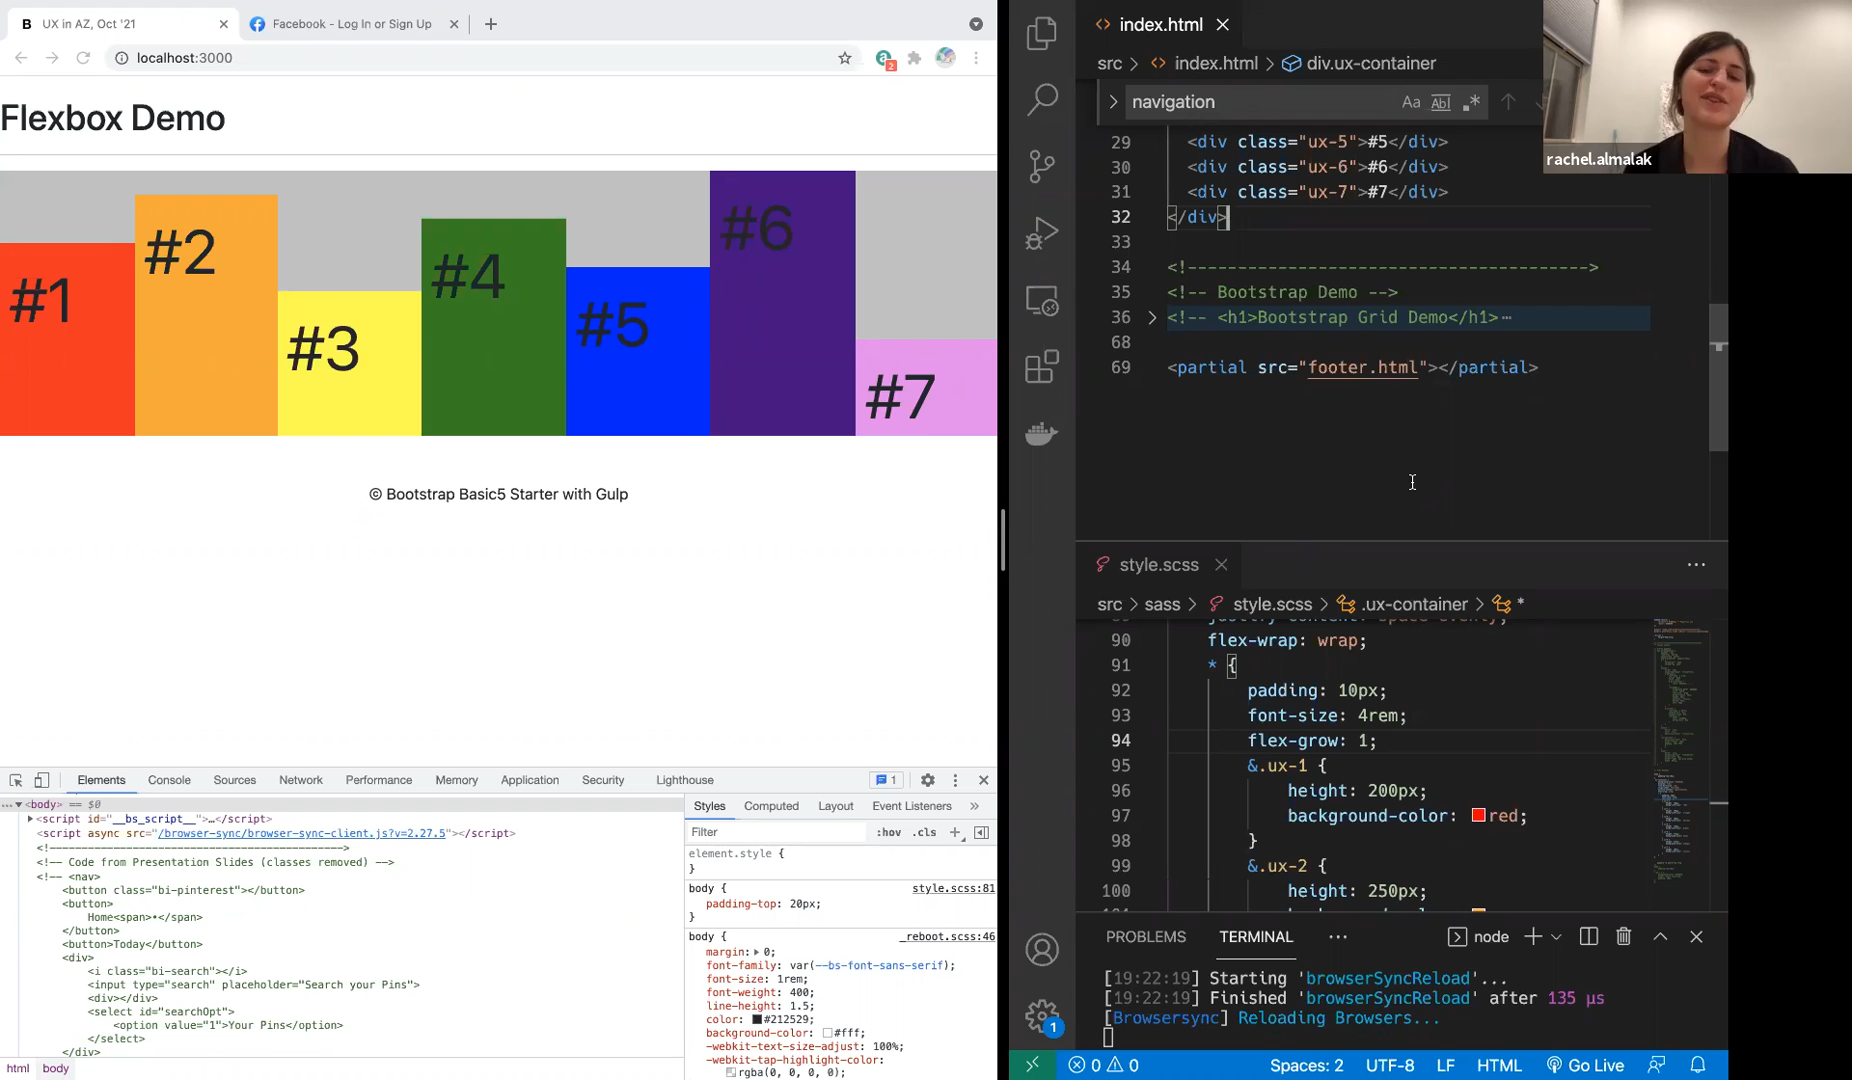 UX in AZ, Oct '21
Facebook - Log In or Sign Up
localhost:3000
2
Flexbox Demo
#1
#2
#3
#4
#5
#6
#7
© Bootstrap Basic5 Starter with Gulp
Elements Console Sources Network Performance Memory Application Security Lighthouse 1
<body> == $0
<script id="__bs_script__">…</script>
<script async src="/browser-sync/browser-sync-client.js?v=2.27.5"></script>
<!-- Code from Presentation Slides (classes removed) -->
<!-- <nav>
<button class="bi-pinterest"></button>
<button>
Home<span>•</span>
</button>
<button>Today</button>
<div>
<i class="bi-search"></i>
<input type="search" placeholder="Search your Pins">
<div></div>
<select id="searchOpt">
<option value="1">Your Pins</option>
</select>
</div>
html body
Styles Computed Layout Event Listeners »
Filter :hov .cls +
element.style {
}
body { style.scss:81
padding-top: 20px;
}
body { _reboot.scss:46
margin: 0;
font-family: var(--bs-font-sans-serif);
font-size: 1rem;
font-weight: 400;
line-height: 1.5;
color: #212529;
background-color: #fff;
-webkit-text-size-adjust: 100%;
-webkit-tap-highlight-color:
rgba(0, 0, 0, 0);
index.html
src > index.html > div.ux-container
navigation Aa Abl .*
29 <div class="ux-5">#5</div>
30 <div class="ux-6">#6</div>
31 <div class="ux-7">#7</div>
32 </div>
33
34 <!---------------------------------------->
35 <!-- Bootstrap Demo -->
36 <!-- <h1>Bootstrap Grid Demo</h1>…
68
69 <partial src="footer.html"></partial>
rachel.almalak
style.scss
src > sass > style.scss > .ux-container > *
90 flex-wrap: wrap;
91 * {
92 padding: 10px;
93 font-size: 4rem;
94 flex-grow: 1;
95 &.ux-1 {
96 height: 200px;
97 background-color: red;
98 }
99 &.ux-2 {
100 height: 250px;
PROBLEMS TERMINAL … node
[19:22:19] Starting 'browserSyncReload'...
[19:22:19] Finished 'browserSyncReload' after 135 μs
[Browsersync] Reloading Browsers...
1
0 0 Spaces: 2 UTF-8 LF HTML Go Live